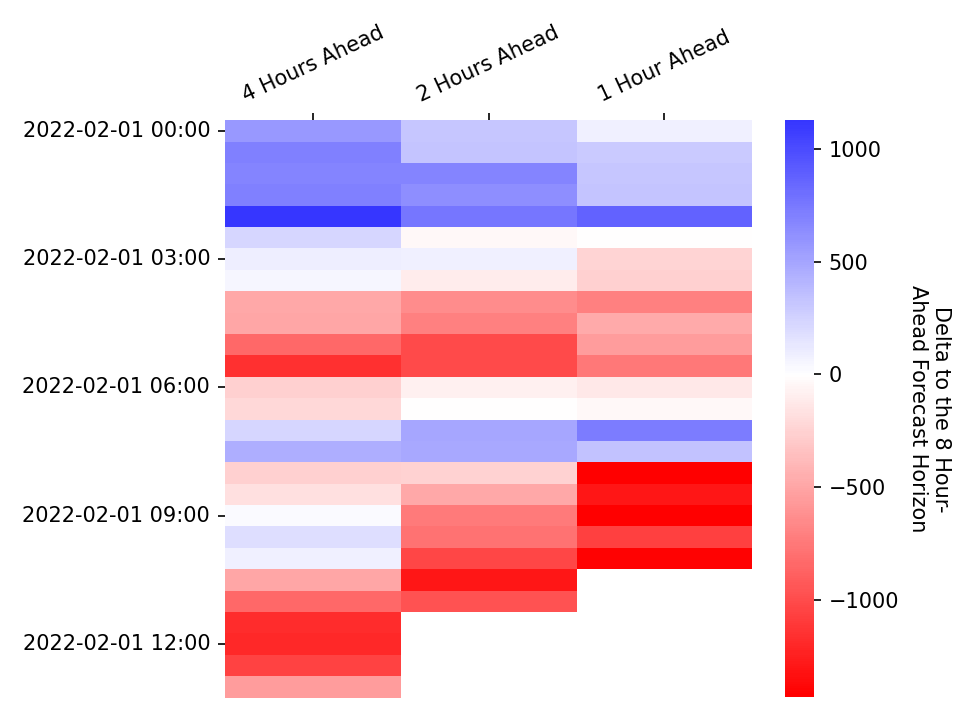 4 Hours Ahead
2 Hours Ahead
1 Hour Ahead
2022-02-01 00:00
2022-02-01 03:00
2022-02-01 06:00
2022-02-01 09:00
2022-02-01 12:00
1000
500
0
−500
−1000
Delta to the 8 Hour-
Ahead Forecast Horizon